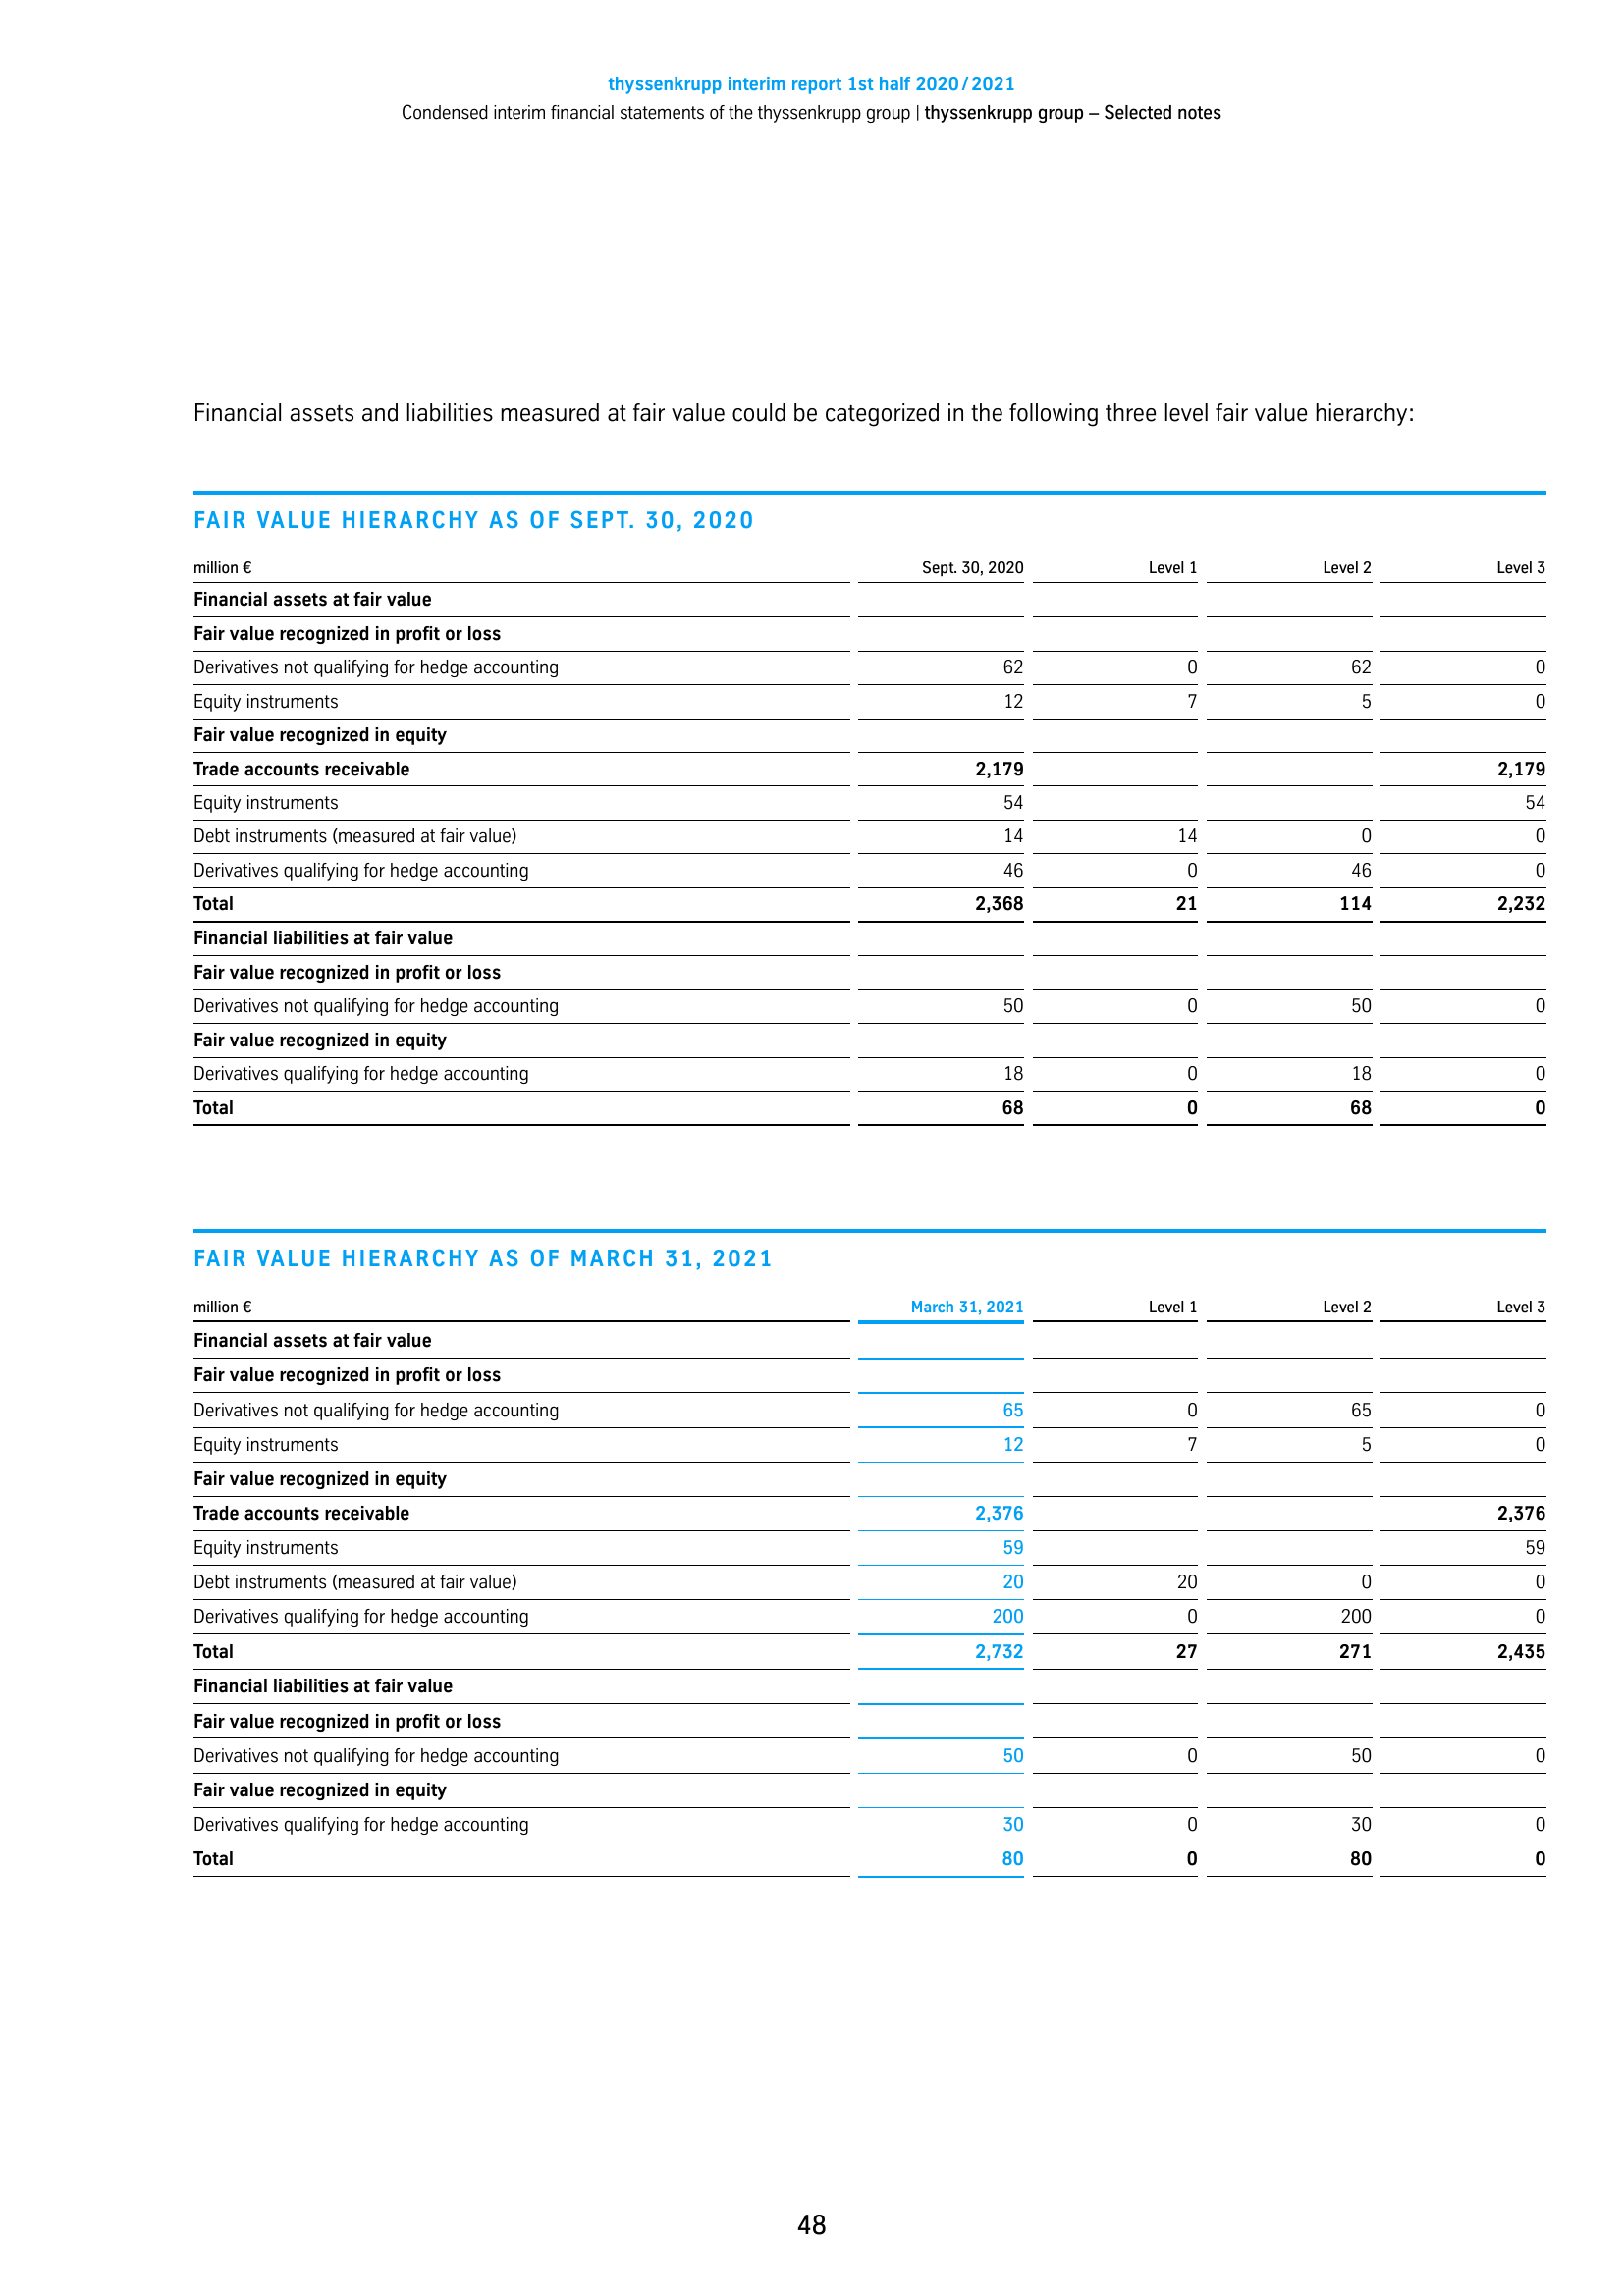 thyssenkrupp interim report 1st half 2020/2021
Condensed interim financial statements of the thyssenkrupp group | thyssenkrupp group – Selected notes
Financial assets and liabilities measured at fair value could be categorized in the following three level fair value hierarchy:
FAIR VALUE HIERARCHY AS OF SEPT. 30, 2020
million € Sept. 30, 2020 Level 1 Level 2 Level 3
Financial assets at fair value
Fair value recognized in profit or loss
Derivatives not qualifying for hedge accounting 62 0 62 0
Equity instruments 12 7 5 0
Fair value recognized in equity
Trade accounts receivable 2,179 2,179
Equity instruments 54 54
Debt instruments (measured at fair value) 14 14 0 0
Derivatives qualifying for hedge accounting 46 0 46 0
Total 2,368 21 114 2,232
Financial liabilities at fair value
Fair value recognized in profit or loss
Derivatives not qualifying for hedge accounting 50 0 50 0
Fair value recognized in equity
Derivatives qualifying for hedge accounting 18 0 18 0
Total 68 0 68 0
FAIR VALUE HIERARCHY AS OF MARCH 31, 2021
million € March 31, 2021 Level 1 Level 2 Level 3
Financial assets at fair value
Fair value recognized in profit or loss
Derivatives not qualifying for hedge accounting 65 0 65 0
Equity instruments 12 7 5 0
Fair value recognized in equity
Trade accounts receivable 2,376 2,376
Equity instruments 59 59
Debt instruments (measured at fair value) 20 20 0 0
Derivatives qualifying for hedge accounting 200 0 200 0
Total 2,732 27 271 2,435
Financial liabilities at fair value
Fair value recognized in profit or loss
Derivatives not qualifying for hedge accounting 50 0 50 0
Fair value recognized in equity
Derivatives qualifying for hedge accounting 30 0 30 0
Total 80 0 80 0
48